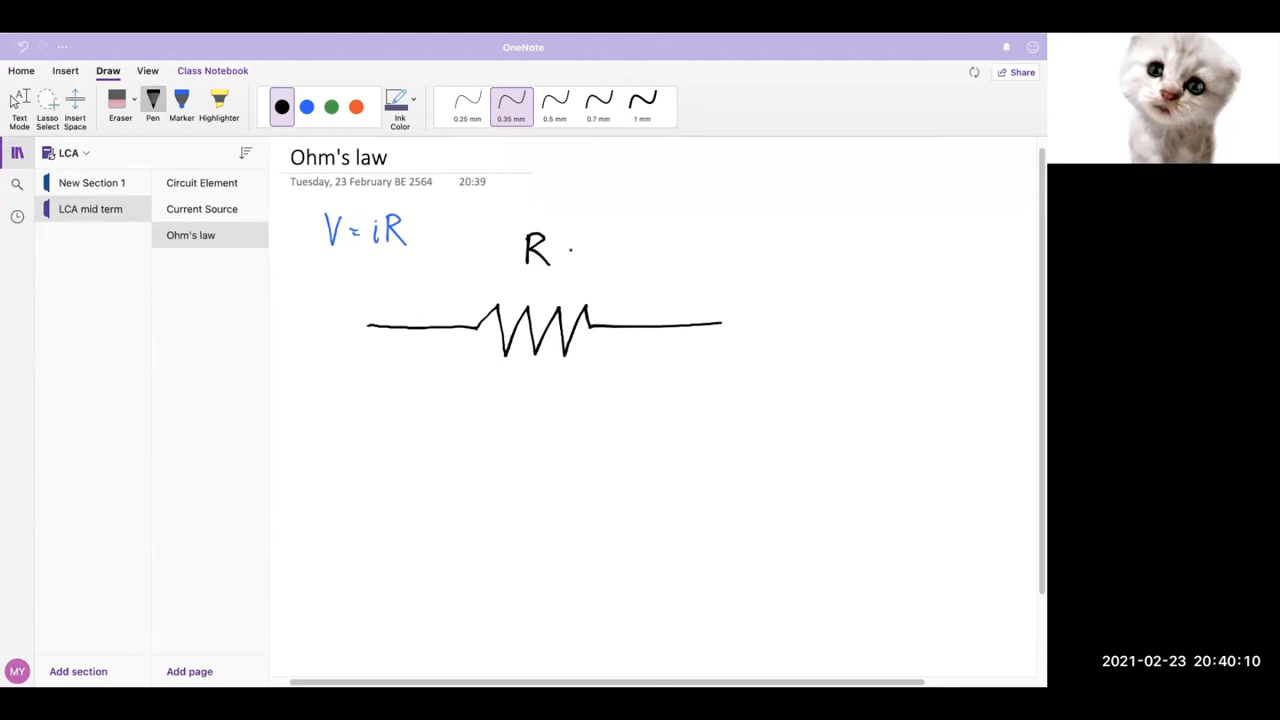 OneNote
Home Insert Draw View Class Notebook
Share
Text Mode
Lasso Select
Insert Space
Eraser
Pen
Marker
Highlighter
Ink Color
0.25 mm
0.35 mm
0.5 mm
0.7 mm
1 mm
LCA
New Section 1
LCA mid term
Circuit Element
Current Source
Ohm's law
Ohm's law
Tuesday, 23 February BE 2564 20:39
V = iR
R
MY
Add section
Add page
2021-02-23 20:40:10